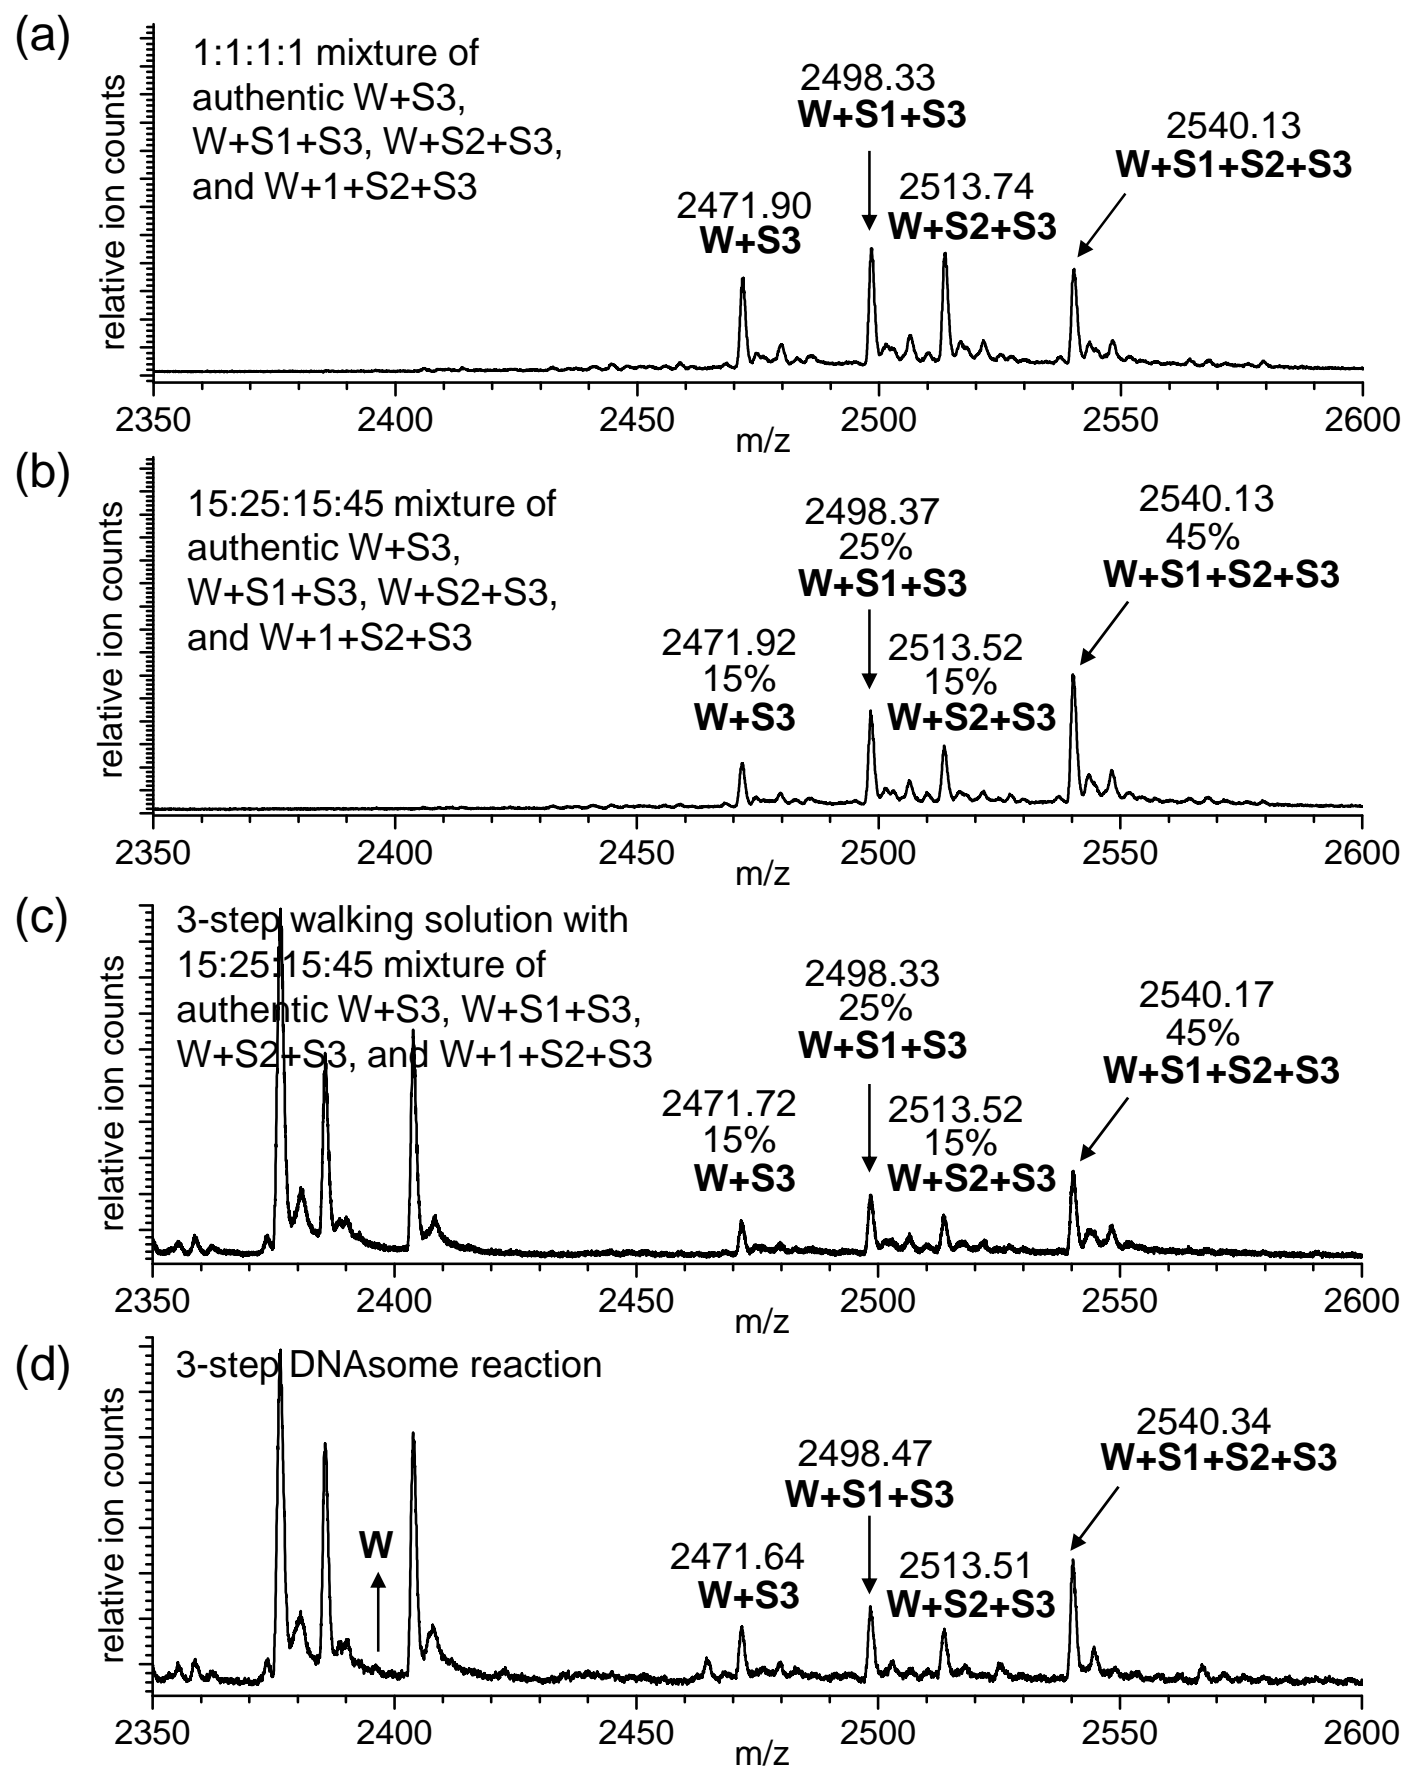 (a)
1:1:1:1 mixture of
authentic W+S3,
W+S1+S3, W+S2+S3,
and W+1+S2+S3
2471.90
W+S3
2498.33
W+S1+S3
2513.74
W+S2+S3
2540.13
W+S1+S2+S3
relative ion counts
2350 2400 2450 2500 2550 2600
m/z
(b)
15:25:15:45 mixture of
authentic W+S3,
W+S1+S3, W+S2+S3,
and W+1+S2+S3
2471.92
15%
W+S3
2498.37
25%
W+S1+S3
2513.52
15%
W+S2+S3
2540.13
45%
W+S1+S2+S3
relative ion counts
2350 2400 2450 2500 2550 2600
m/z
(c)
3-step walking solution with
15:25:15:45 mixture of
authentic W+S3, W+S1+S3,
W+S2+S3, and W+1+S2+S3
2471.72
15%
W+S3
2498.33
25%
W+S1+S3
2513.52
15%
W+S2+S3
2540.17
45%
W+S1+S2+S3
relative ion counts
2350 2400 2450 2500 2550 2600
m/z
(d)
3-step DNAsome reaction
W
2471.64
W+S3
2498.47
W+S1+S3
2513.51
W+S2+S3
2540.34
W+S1+S2+S3
relative ion counts
2350 2400 2450 2500 2550 2600
m/z